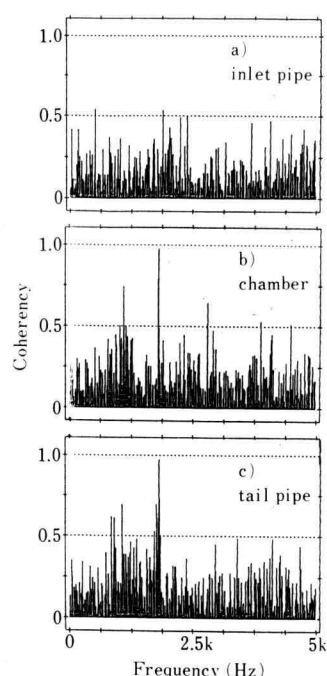 1.0
a)
inlet pipe
0.5
0
1.0
b)
chamber
0.5
0
Coherency
1.0
c)
tail pipe
0.5
0
0 2.5k 5k
Frequency (Hz)